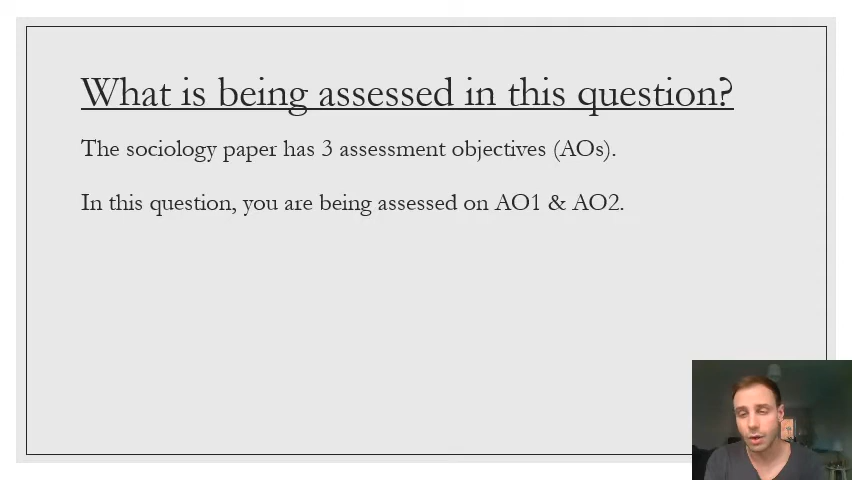 What is being assessed in this question?
The sociology paper has 3 assessment objectives (AOs).
In this question, you are being assessed on AO1 & AO2.